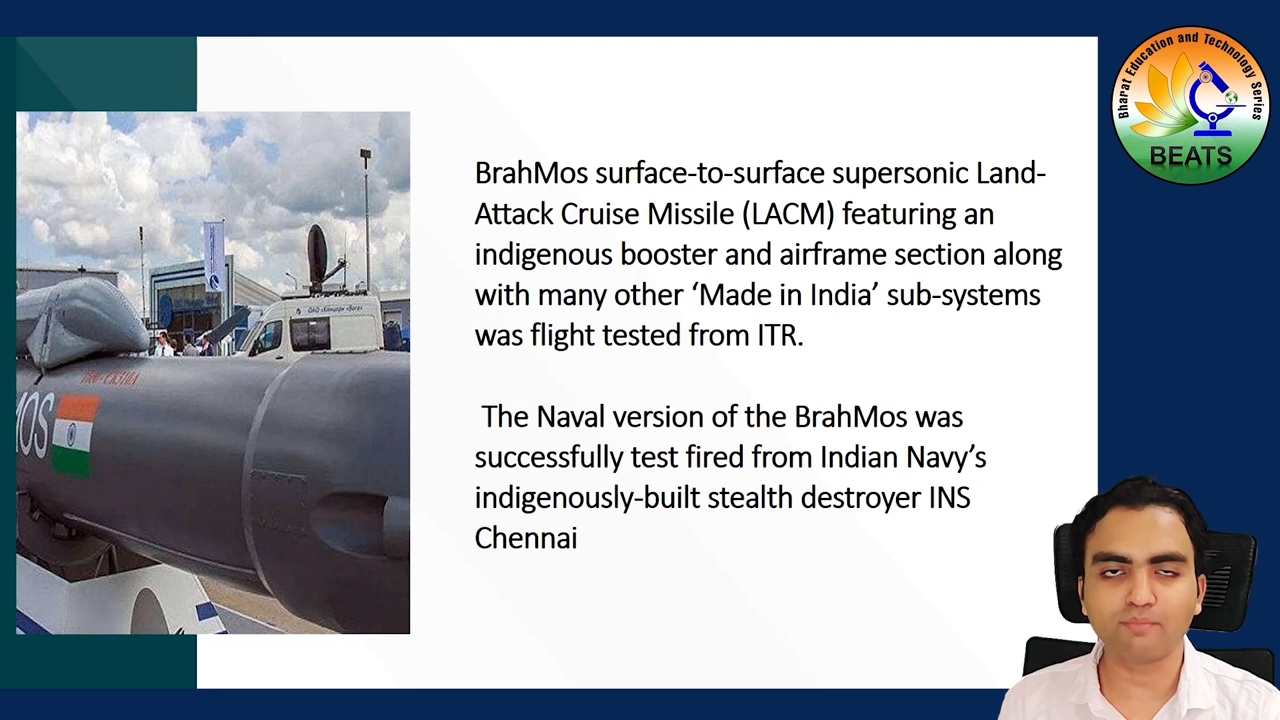 Bharat Education and Technology Series
BEATS
BrahMos surface-to-surface supersonic Land-
Attack Cruise Missile (LACM) featuring an
indigenous booster and airframe section along
with many other ‘Made in India’ sub-systems
was flight tested from ITR.
The Naval version of the BrahMos was
successfully test fired from Indian Navy’s
indigenously-built stealth destroyer INS
Chennai
MOS